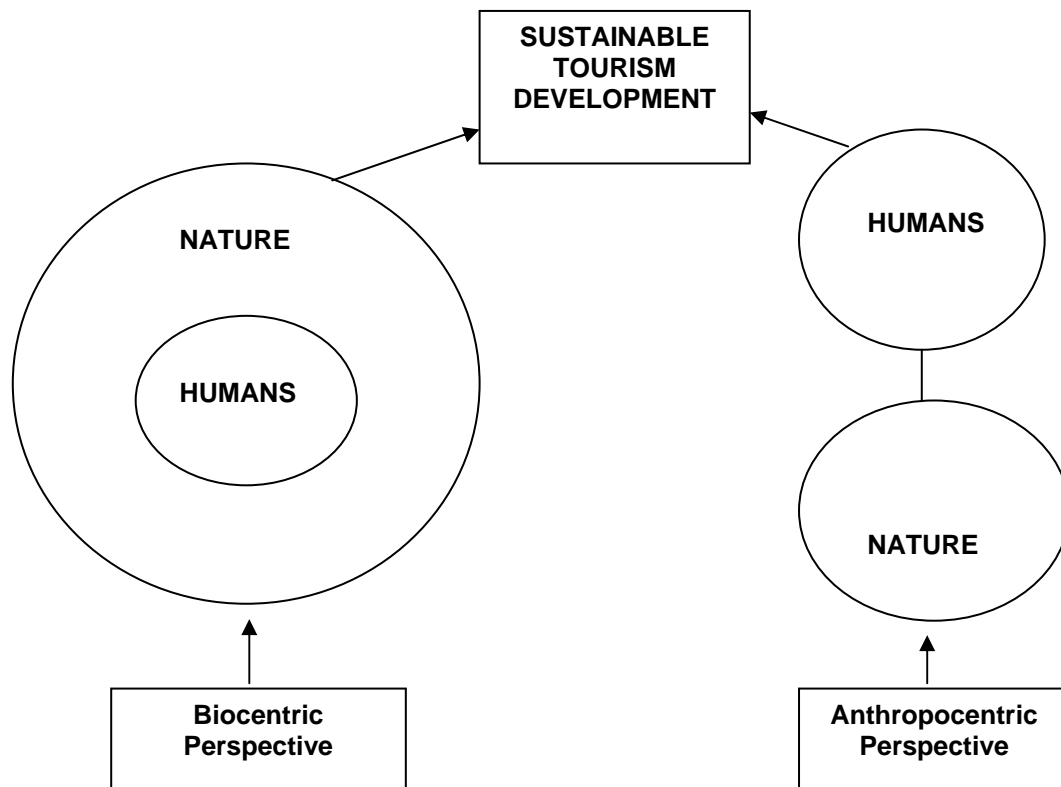 SUSTAINABLE
TOURISM
DEVELOPMENT
NATURE
HUMANS
HUMANS
NATURE
Biocentric
Perspective
Anthropocentric
Perspective